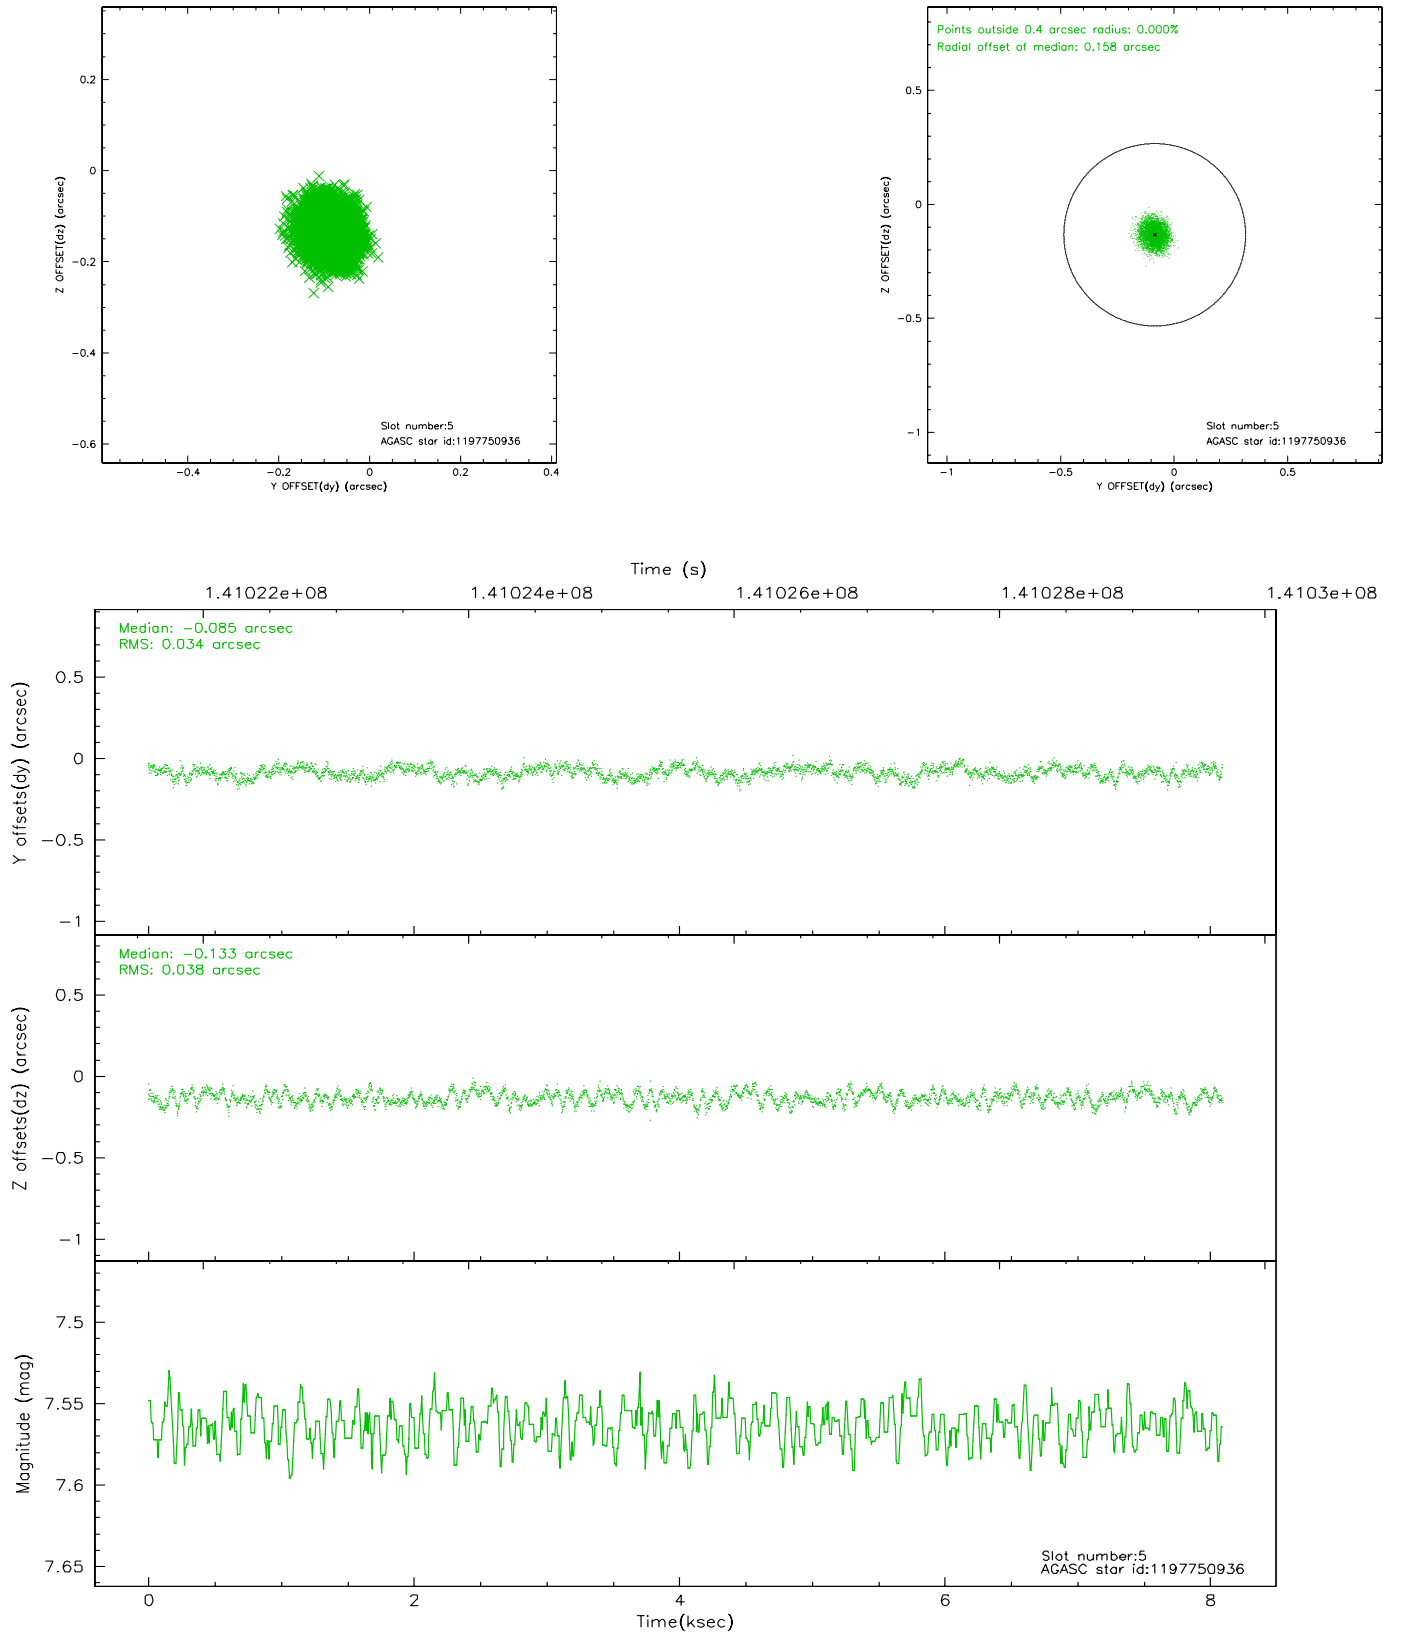 0.2
0
−0.2
−0.4
−0.6
Z OFFSET(dz) (arcsec)
Slot number:5
AGASC star id:1197750936
−0.4 −0.2 0 0.2 0.4
Y OFFSET(dy) (arcsec)
Points outside 0.4 arcsec radius: 0.000%
Radial offset of median: 0.158 arcsec
0.5
0
−0.5
−1
Z OFFSET(dz) (arcsec)
Slot number:5
AGASC star id:1197750936
−1 −0.5 0 0.5
Y OFFSET(dy) (arcsec)
Time (s)
1.41022e+08 1.41024e+08 1.41026e+08 1.41028e+08 1.4103e+08
Median: −0.085 arcsec
RMS: 0.034 arcsec
0.5
0
−0.5
−1
Y offsets(dy) (arcsec)
Median: −0.133 arcsec
RMS: 0.038 arcsec
0.5
0
−0.5
−1
Z offsets(dz) (arcsec)
7.5
7.55
7.6
7.65
Magnitude (mag)
Slot number:5
AGASC star id:1197750936
0 2 4 6 8
Time(ksec)